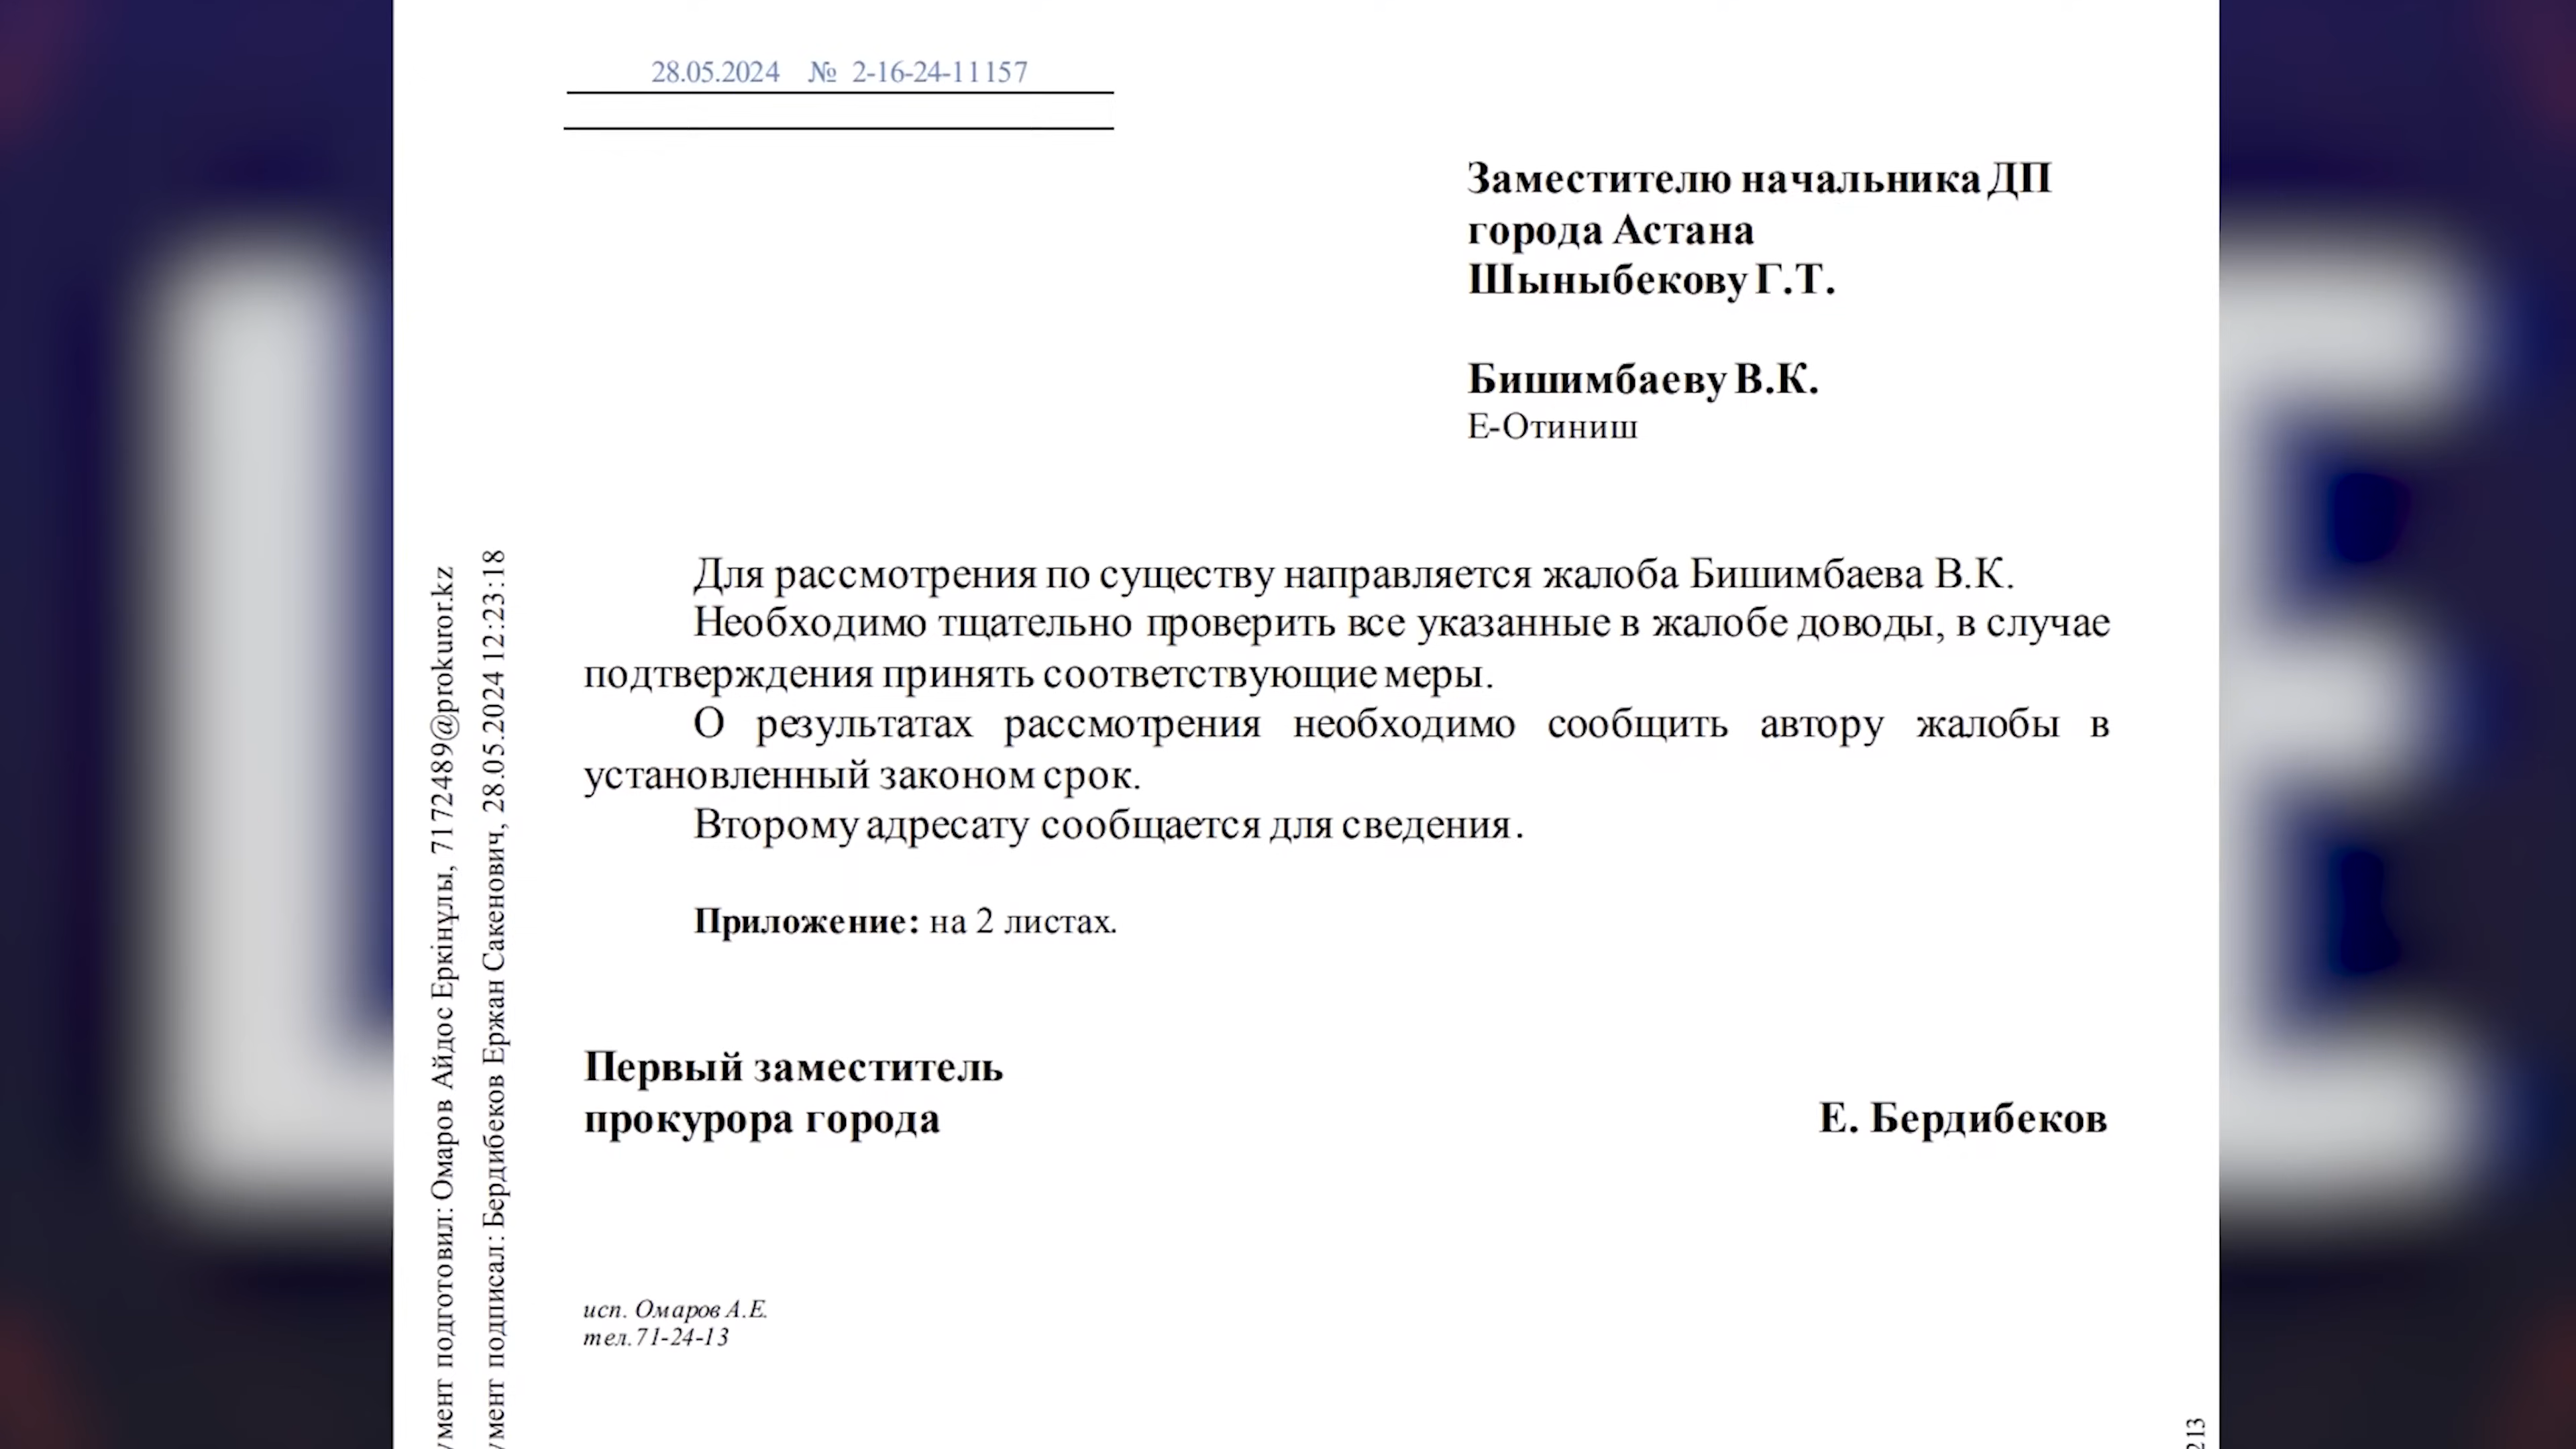 28.05.2024 № 2-16-24-11157
Заместителю начальника ДП
города Астана
Шыныбекову Г.Т.
Бишимбаеву В.К.
Е-Отиниш
Для рассмотрения по существу направляется жалоба Бишимбаева В.К.
Необходимо тщательно проверить все указанные в жалобе доводы, в случае
подтверждения принять соответствующие меры.
О результатах рассмотрения необходимо сообщить автору жалобы в
установленный законом срок.
Второму адресату сообщается для сведения.
Приложение: на 2 листах.
Первый заместитель
прокурора города
Е. Бердибеков
исп. Омаров А.Е.
тел.71-24-13
умент подготовил: Омаров Айдос Еркінұлы, 7172489@prokuror.kz
умент подписал: Бердибеков Ержан Сакенович, 28.05.2024 12:23:18
213
L
E